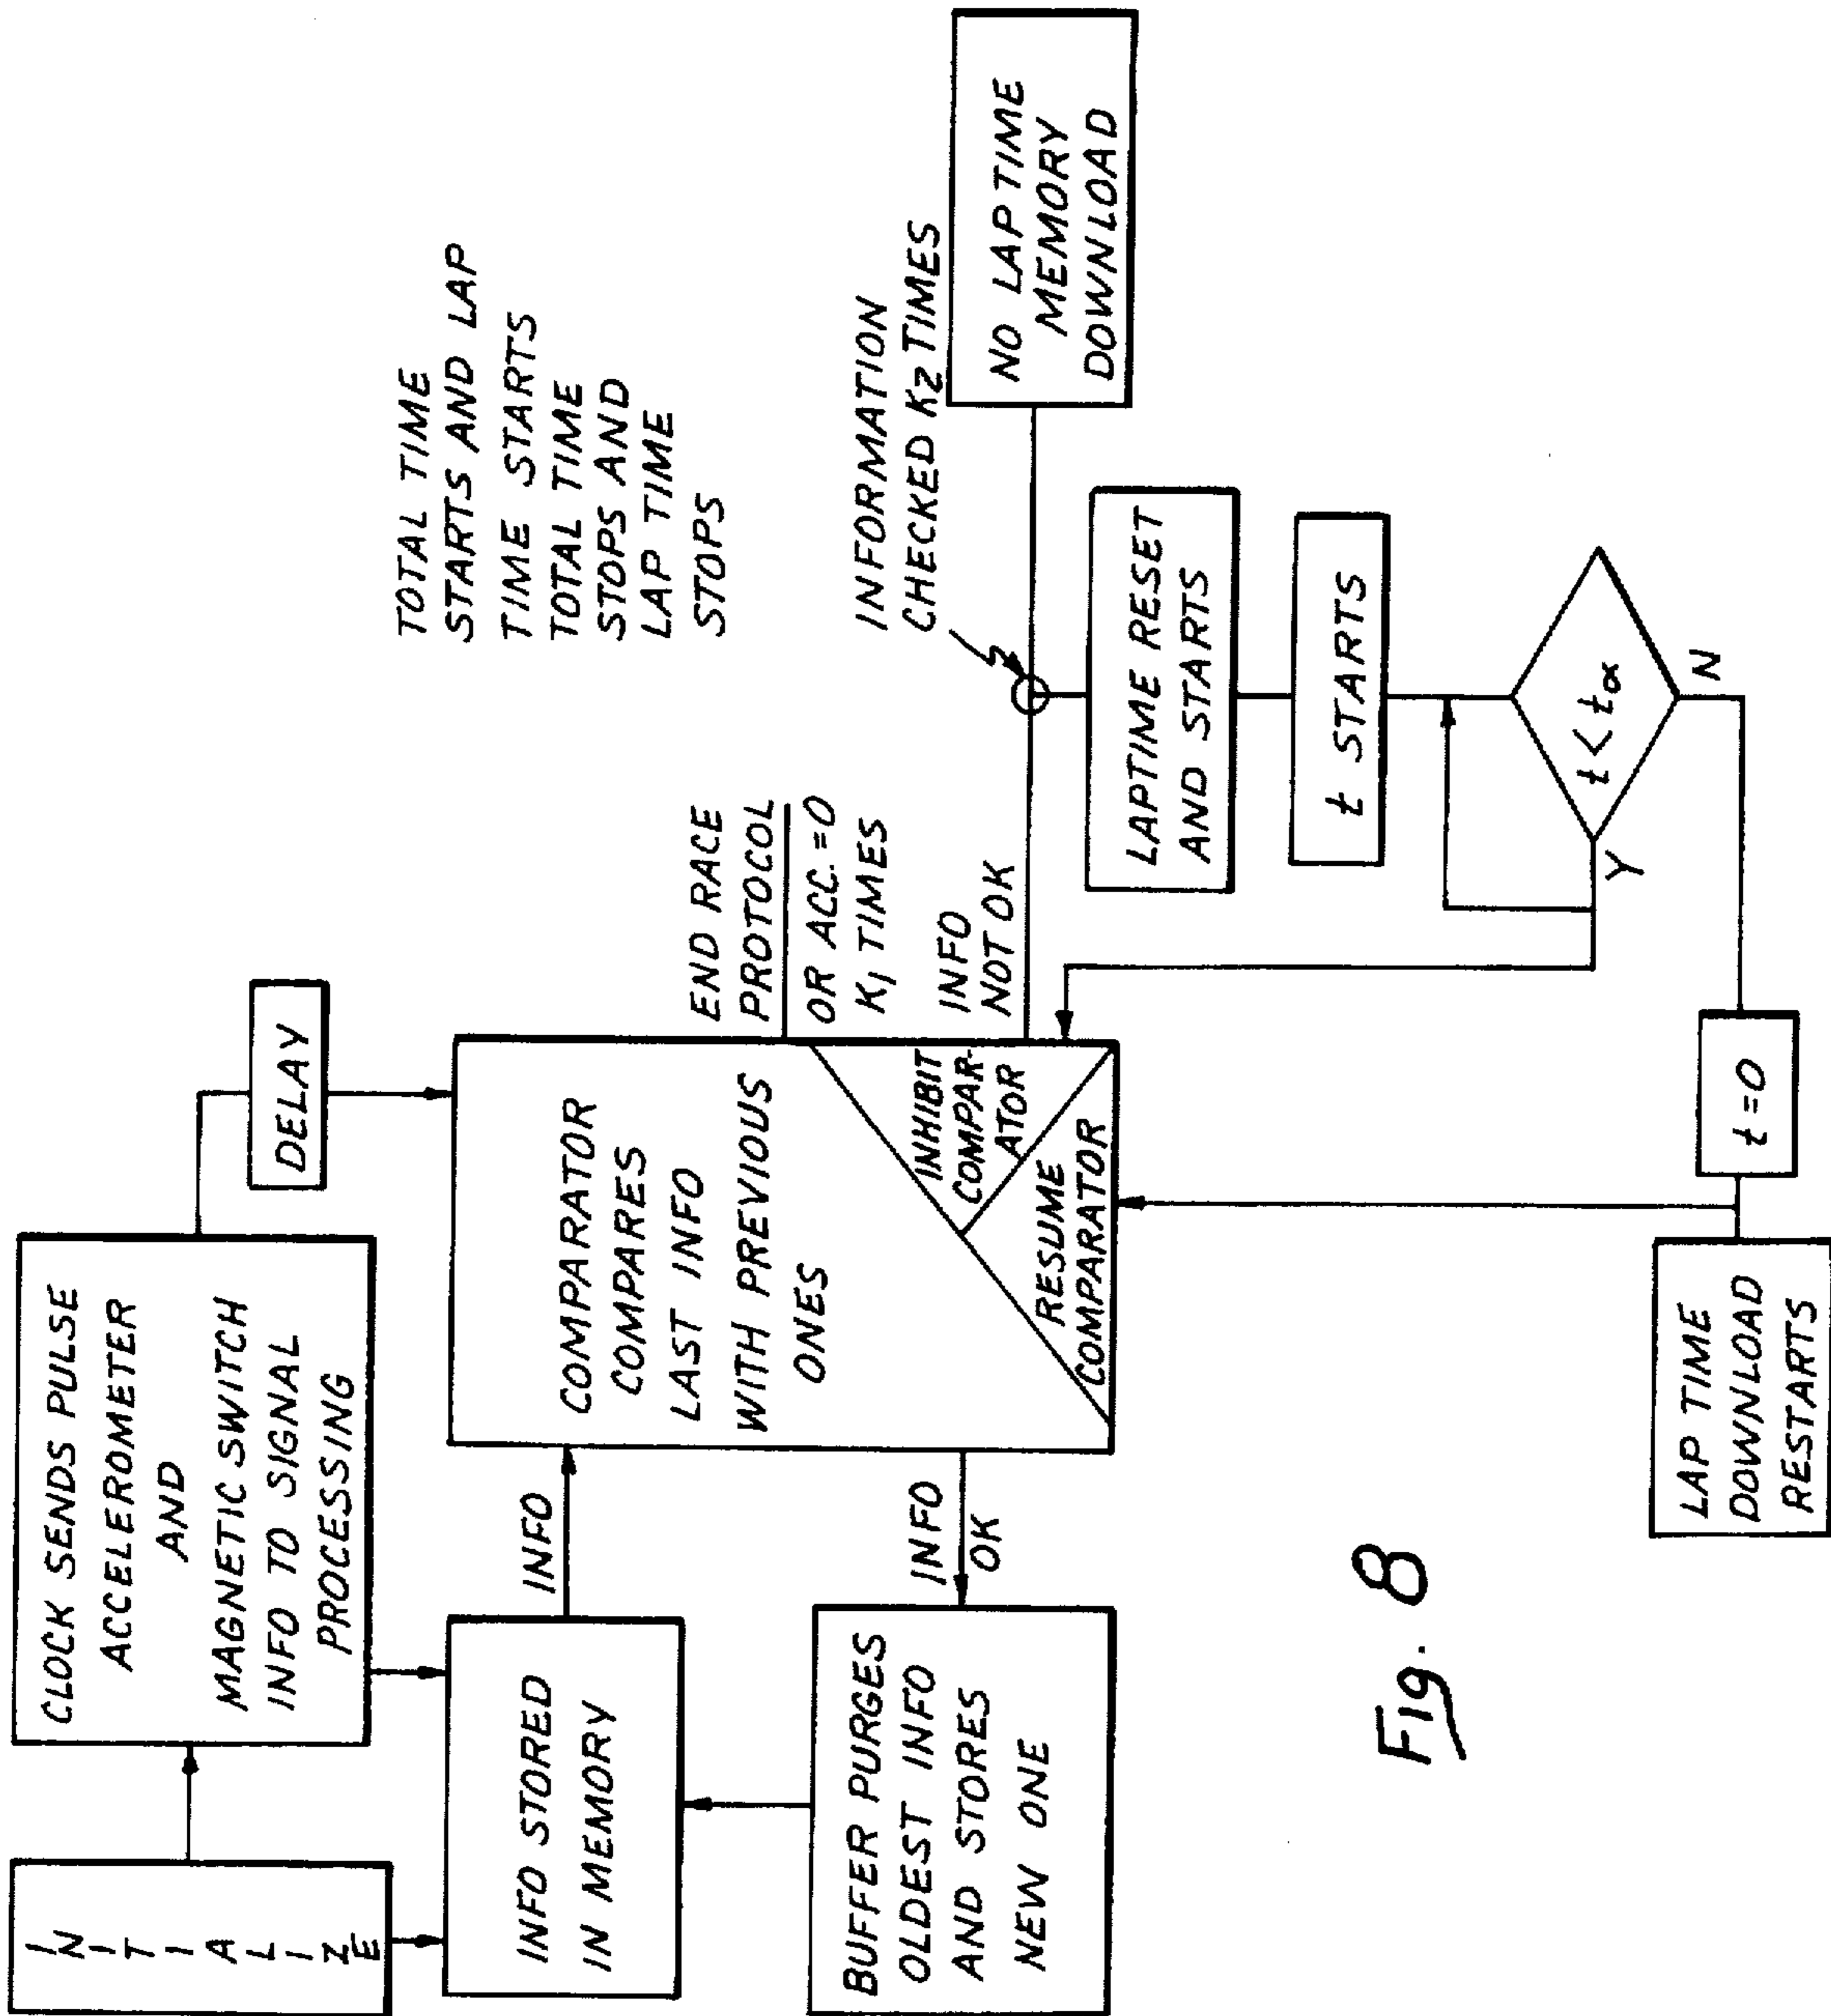 I
N
I
T
I
A
L
I
Z
E
CLOCK SENDS PULSE
ACCELEROMETER
AND
MAGNETIC SWITCH
INFO TO SIGNAL
PROCESSING
DELAY
INFO STORED
IN MEMORY
INFO
COMPARATOR
COMPARES
LAST INFO
WITH PREVIOUS
ONES
INHIBIT
COMPAR-
ATOR
RESUME
COMPARATOR
BUFFER PURGES
OLDEST INFO
AND STORES
NEW ONE
INFO
OK
END RACE
PROTOCOL
OR ACC.=0
K1 TIMES
TOTAL TIME
STARTS AND LAP
TIME STARTS
TOTAL TIME
STOPS AND
LAP TIME
STOPS
INFO
NOT OK
INFORMATION
CHECKED K2 TIMES
NO LAP TIME
MEMORY
DOWNLOAD
LAPTIME RESET
AND STARTS
t STARTS
t < tα
Y
N
t = 0
LAP TIME
DOWNLOAD
RESTARTS
Fig. 8